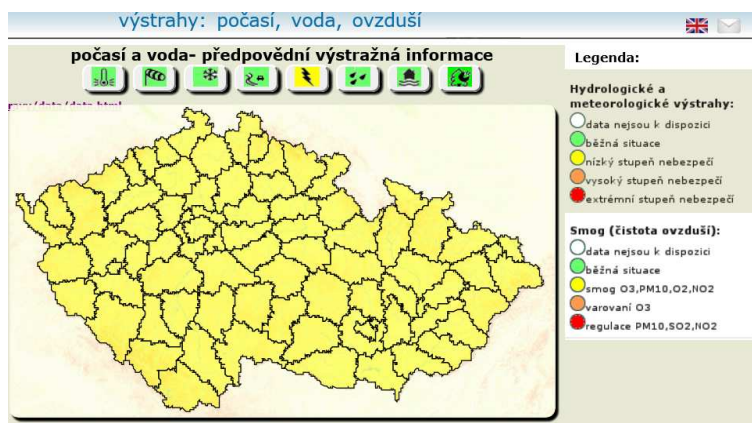 výstrahy: počasí, voda, ovzduší
počasí a voda- předpovědní výstražná informace
Legenda:
Hydrologické a
meteorologické výstrahy:
data nejsou k dispozici
běžná situace
nízký stupeň nebezpečí
vysoký stupeň nebezpečí
extrémní stupeň nebezpečí
Smog (čistota ovzduší):
data nejsou k dispozici
běžná situace
smog O3,PM10,O2,NO2
varovaní O3
regulace PM10,SO2,NO2